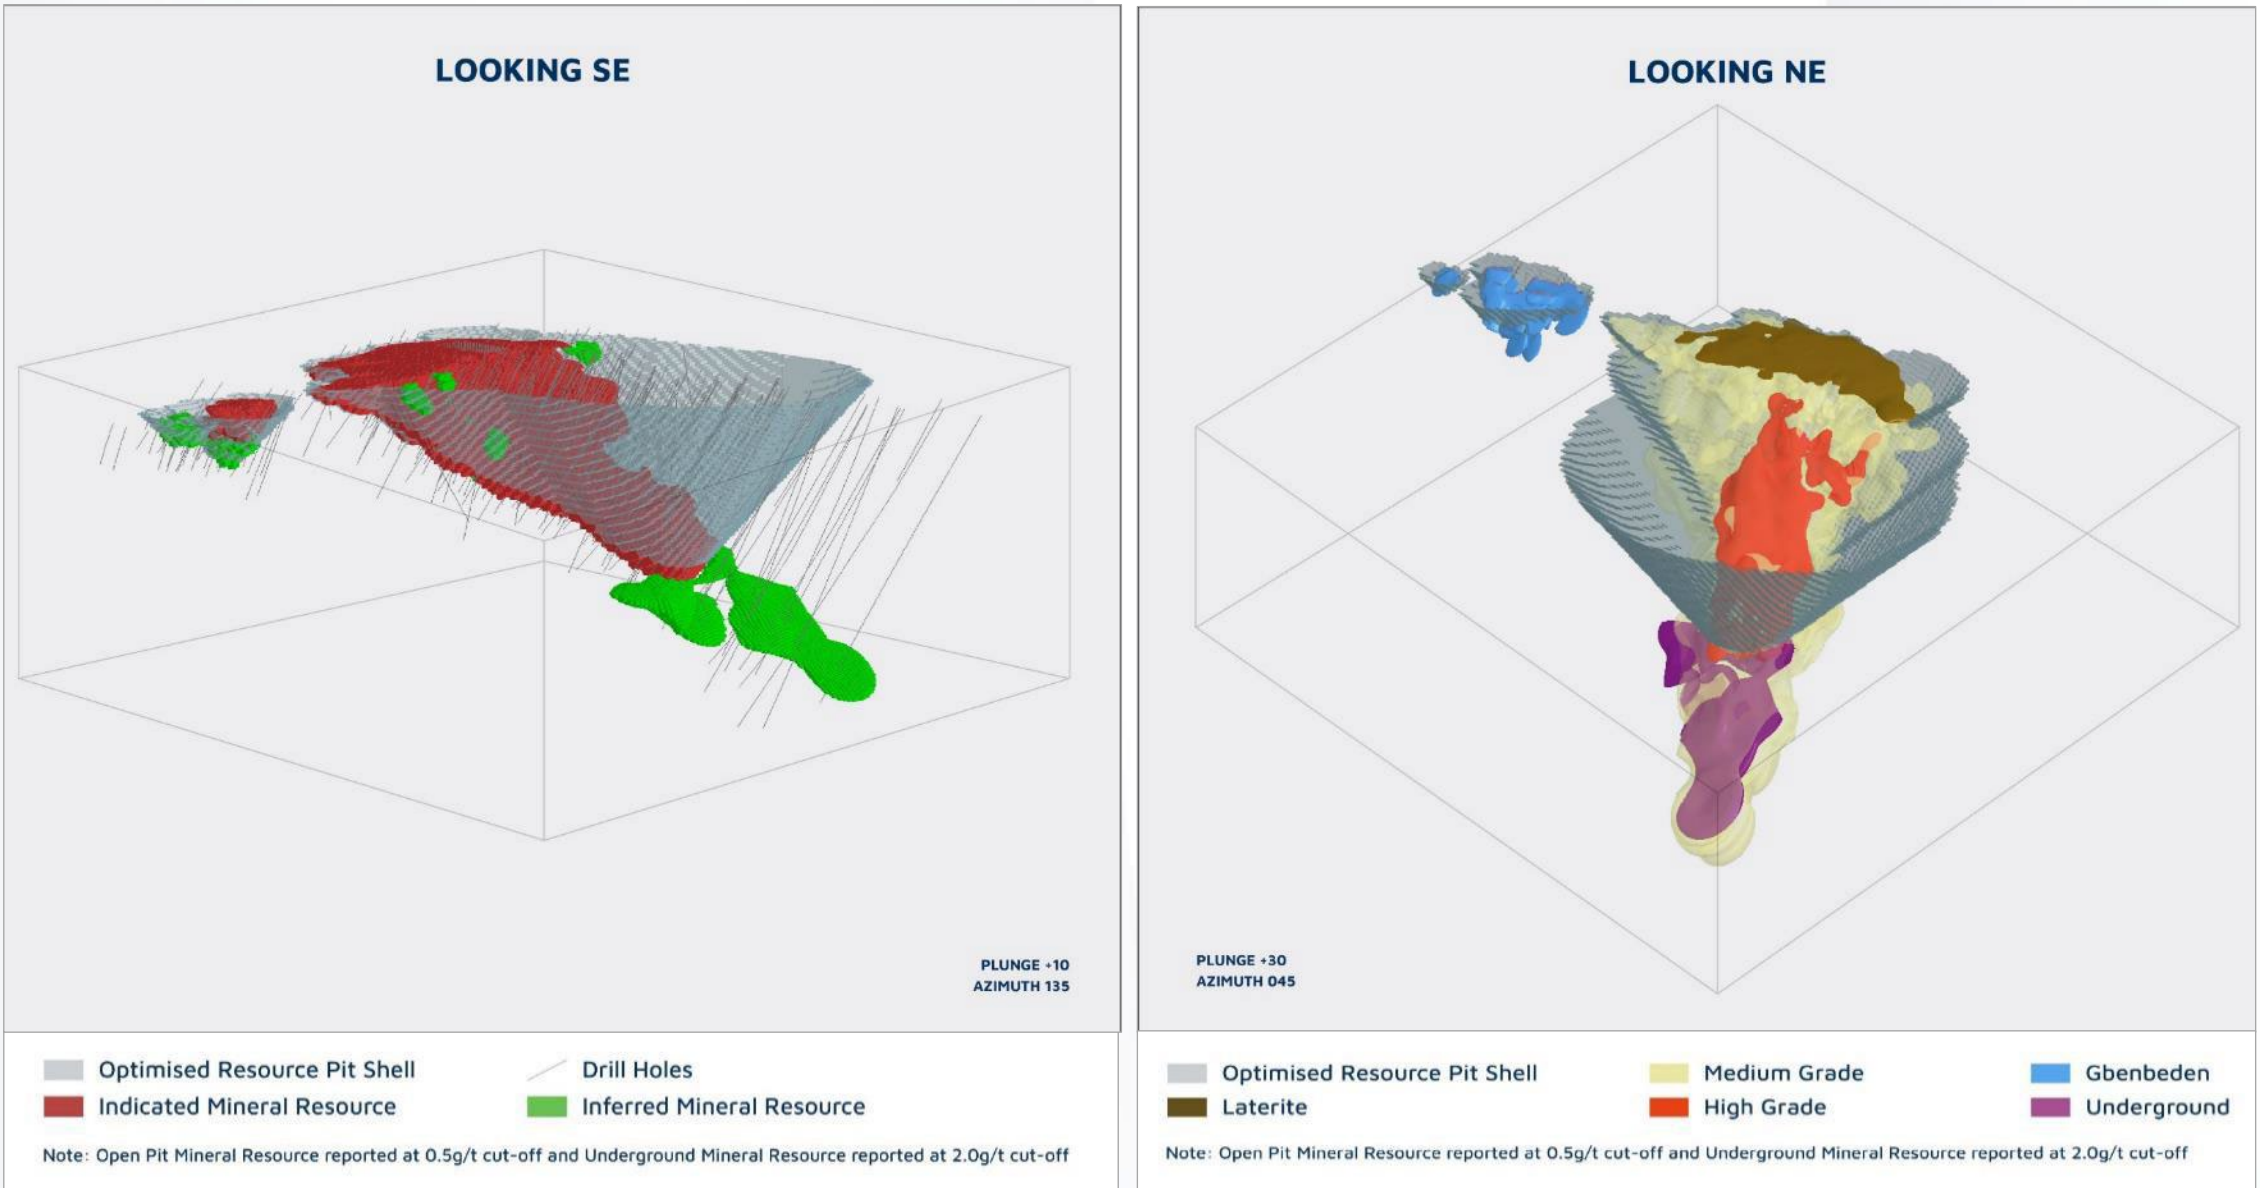 LOOKING SE
PLUNGE +10
AZIMUTH 135
Optimised Resource Pit Shell
Drill Holes
Indicated Mineral Resource
Inferred Mineral Resource
Note: Open Pit Mineral Resource reported at 0.5g/t cut-off and Underground Mineral Resource reported at 2.0g/t cut-off
LOOKING NE
PLUNGE +30
AZIMUTH 045
Optimised Resource Pit Shell
Medium Grade
Gbenbeden
Laterite
High Grade
Underground
Note: Open Pit Mineral Resource reported at 0.5g/t cut-off and Underground Mineral Resource reported at 2.0g/t cut-off